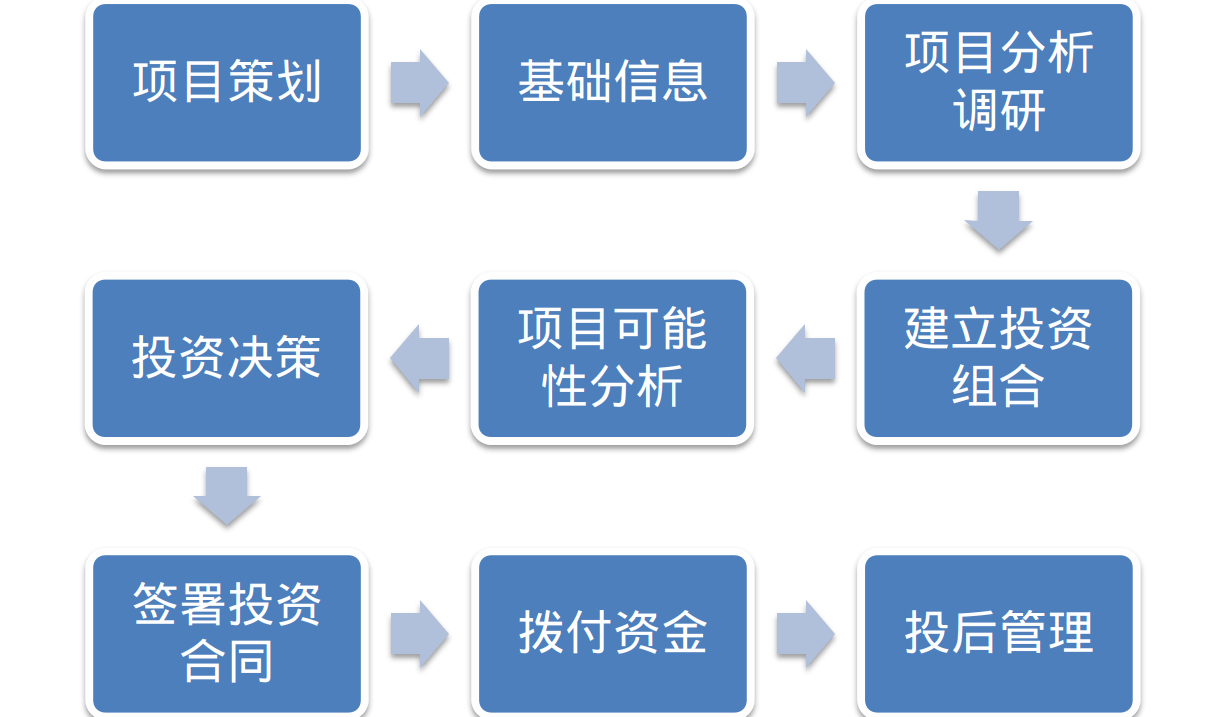 项目策划
基础信息
项目分析
调研
建立投资
组合
项目可能
性分析
投资决策
签署投资
合同
拨付资金
投后管理